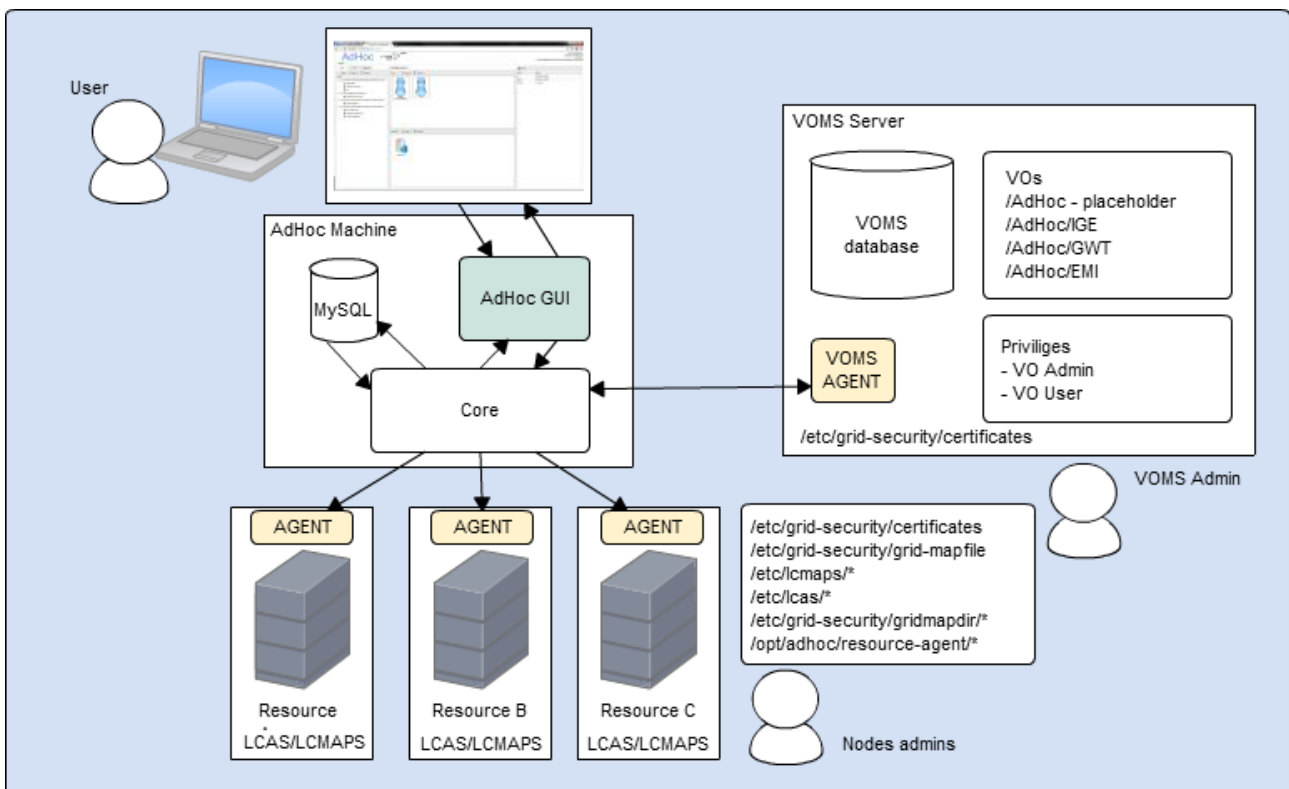 User
AdHoc
AdHoc Machine
MySQL
AdHoc GUI
Core
VOMS Server
VOMS
database
VOs
/AdHoc - placeholder
/AdHoc/IGE
/AdHoc/GWT
/AdHoc/EMI
VOMS
AGENT
Priviliges
- VO Admin
- VO User
/etc/grid-security/certificates
VOMS Admin
AGENT
AGENT
AGENT
Resource
Resource B
Resource C
LCAS/LCMAPS
LCAS/LCMAPS
LCAS/LCMAPS
/etc/grid-security/certificates
/etc/grid-security/grid-mapfile
/etc/lcmaps/*
/etc/lcas/*
/etc/grid-security/gridmapdir/*
/opt/adhoc/resource-agent/*
Nodes admins